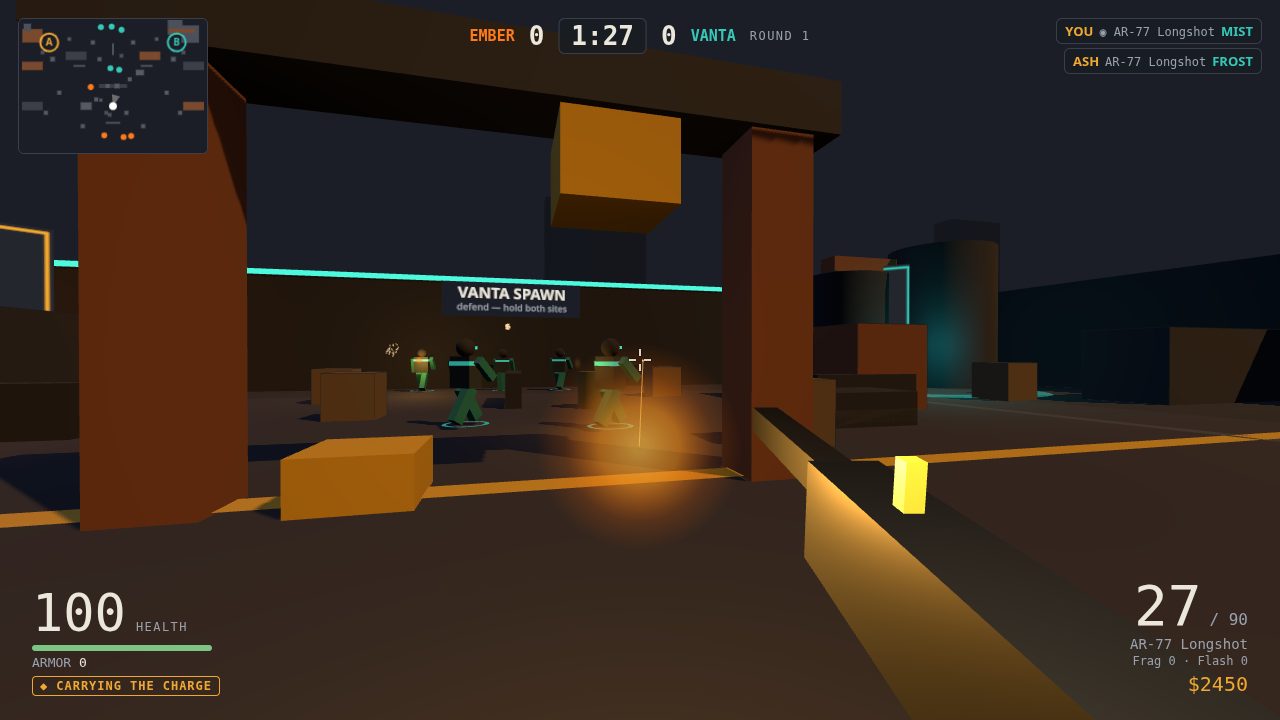 A
B
EMBER 0 1:27 0 VANTA ROUND 1
YOU ◉ AR-77 Longshot MIST
ASH AR-77 Longshot FROST
VANTA SPAWN
defend — hold both sites
100 HEALTH
ARMOR 0
◆ CARRYING THE CHARGE
27 / 90
AR-77 Longshot
Frag 0 · Flash 0
$2450